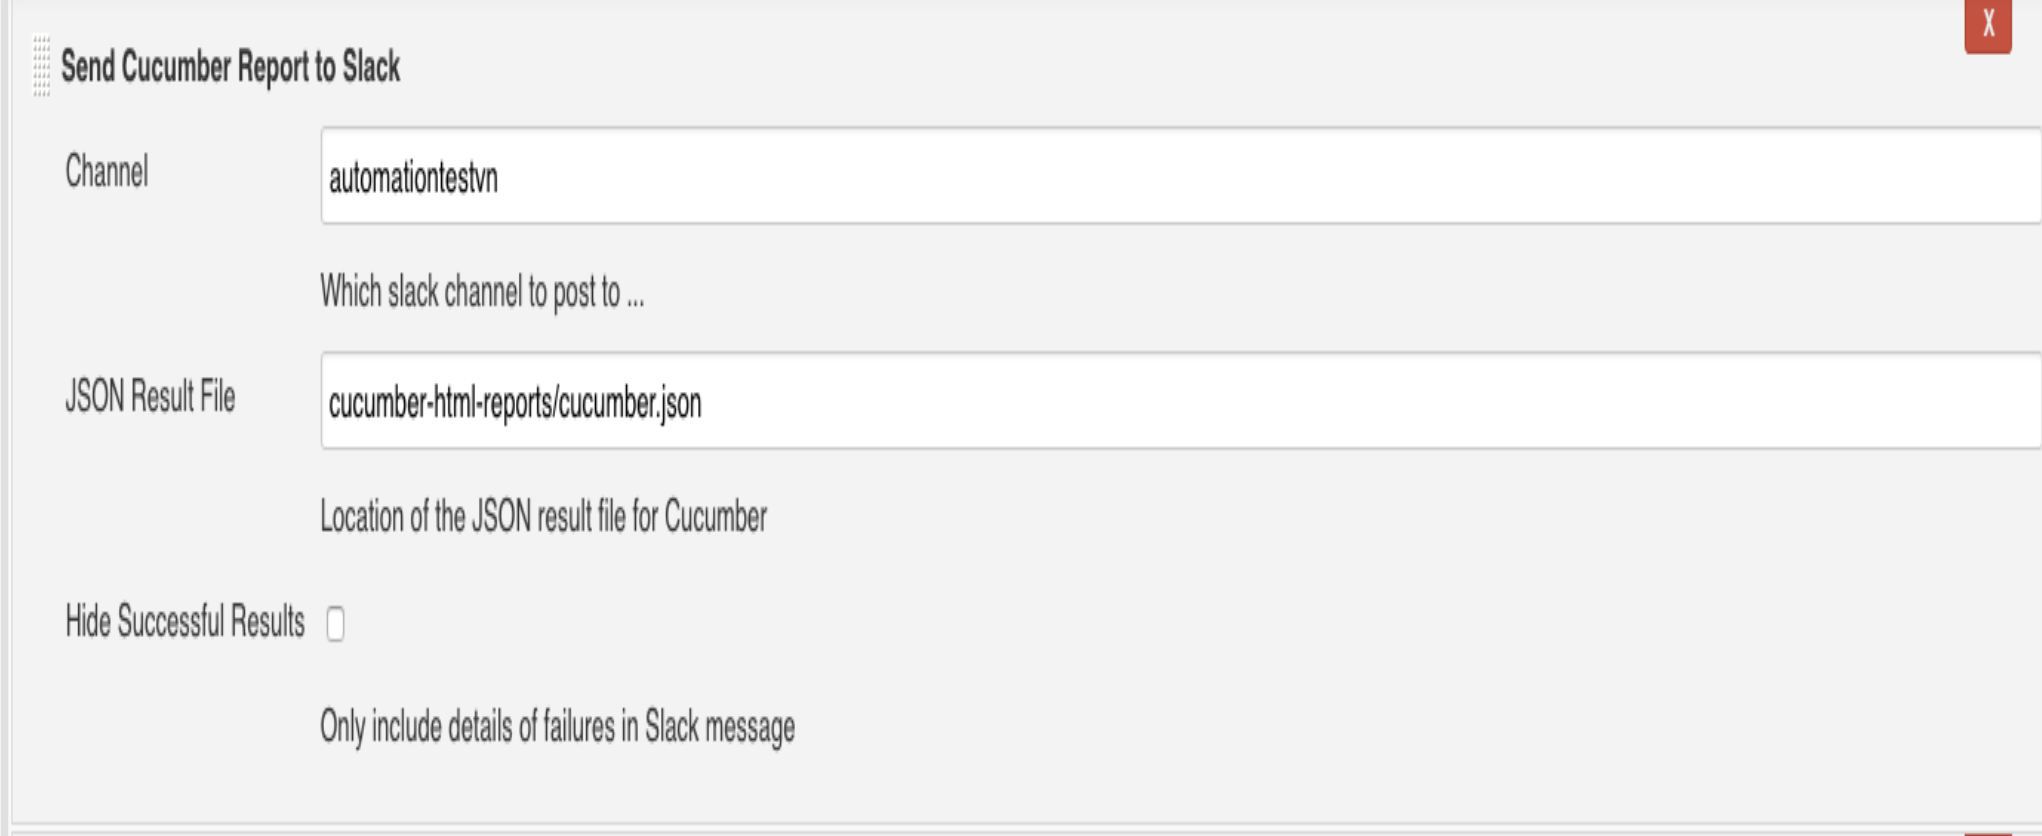 X
Send Cucumber Report to Slack
Channel
automationtestvn
Which slack channel to post to ...
JSON Result File
cucumber-html-reports/cucumber.json
Location of the JSON result file for Cucumber
Hide Successful Results
Only include details of failures in Slack message